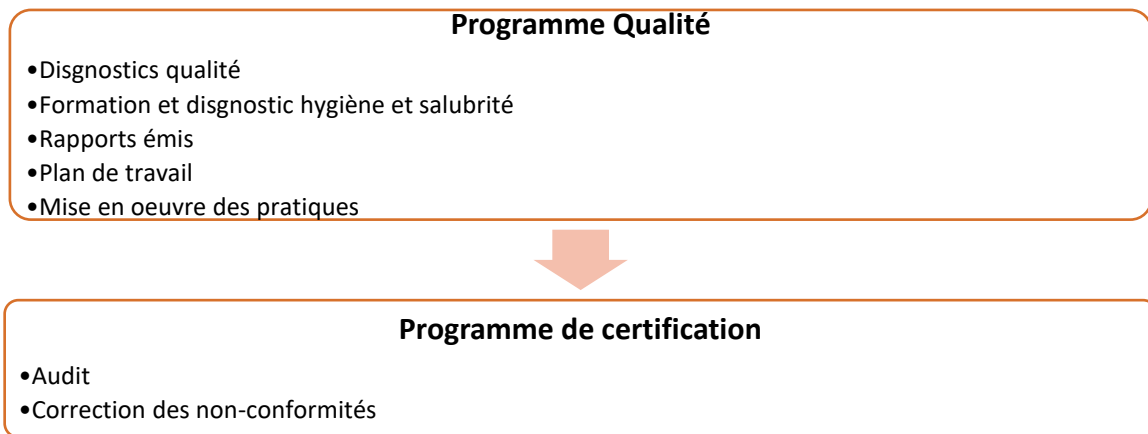 Programme Qualité
•Disgnostics qualité
•Formation et disgnostic hygiène et salubrité
•Rapports émis
•Plan de travail
•Mise en oeuvre des pratiques
Programme de certification
•Audit
•Correction des non-conformités